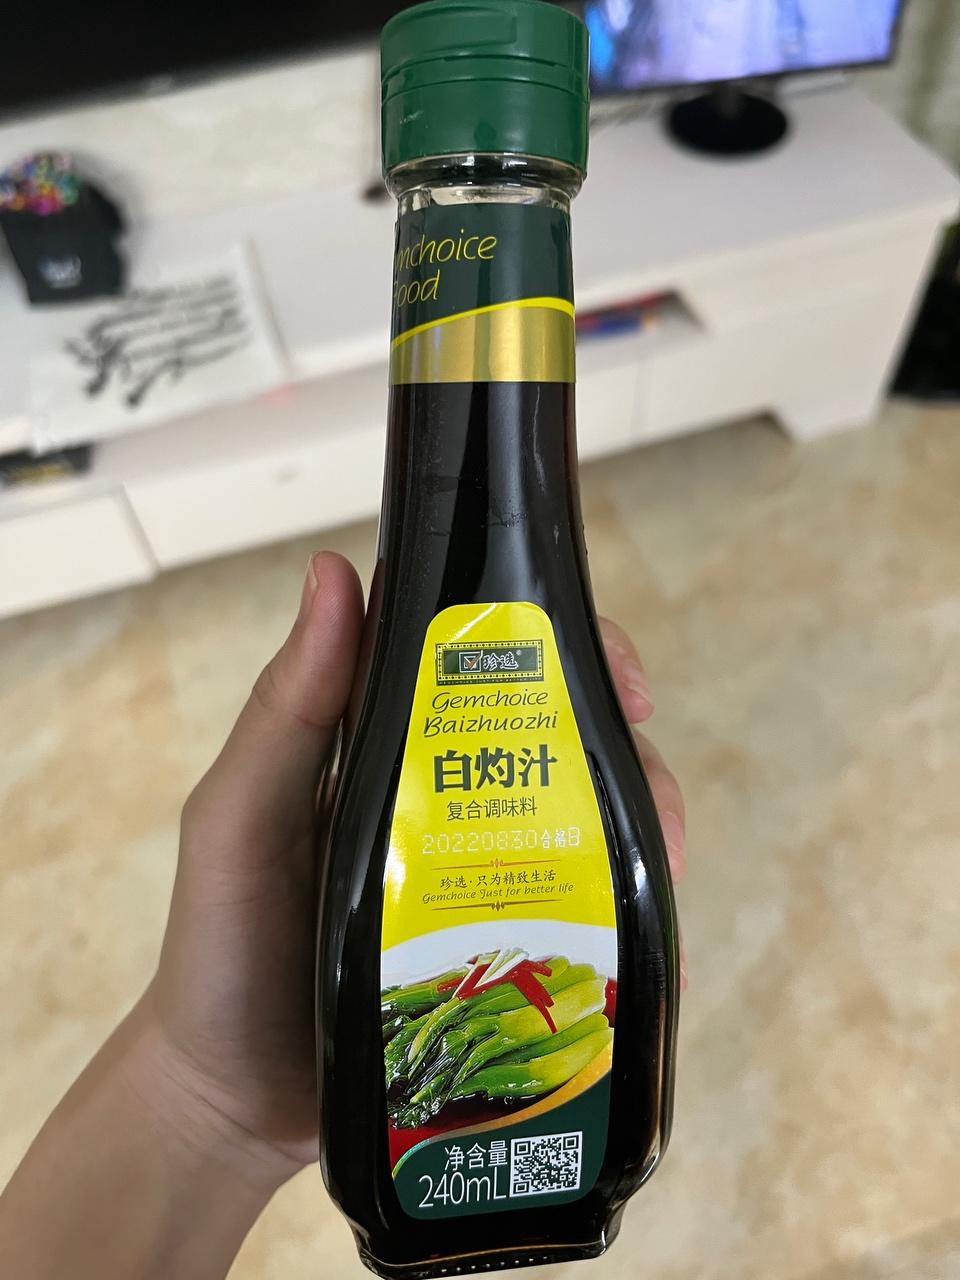 mchoice
Food
珍选®
Gemchoice
Baizhuozhi
白灼汁
复合调味料
20220830合格B
珍选·只为精致生活
Gemchoice Just for better life
净含量
240mL